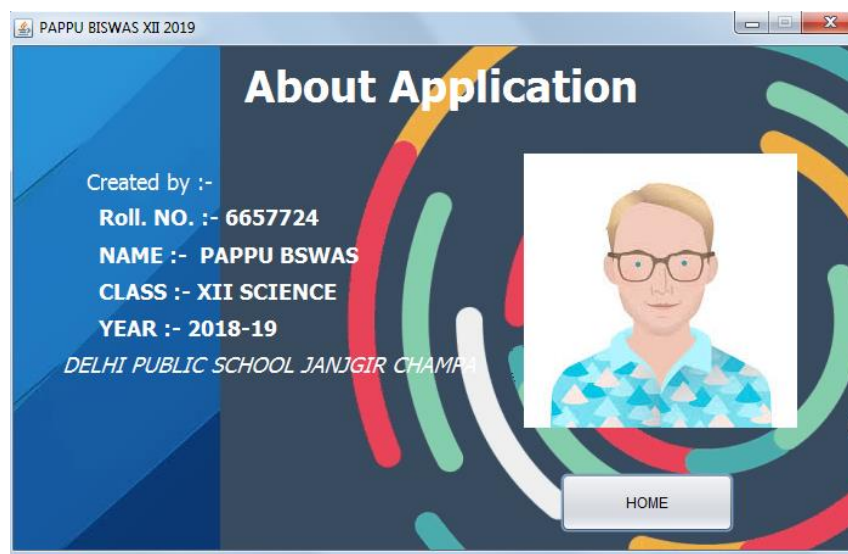 PAPPU BISWAS XII 2019
About Application
Created by :-
Roll. NO. :- 6657724
NAME :- PAPPU BSWAS
CLASS :- XII SCIENCE
YEAR :- 2018-19
DELHI PUBLIC SCHOOL JANJGIR CHAMPA
HOME